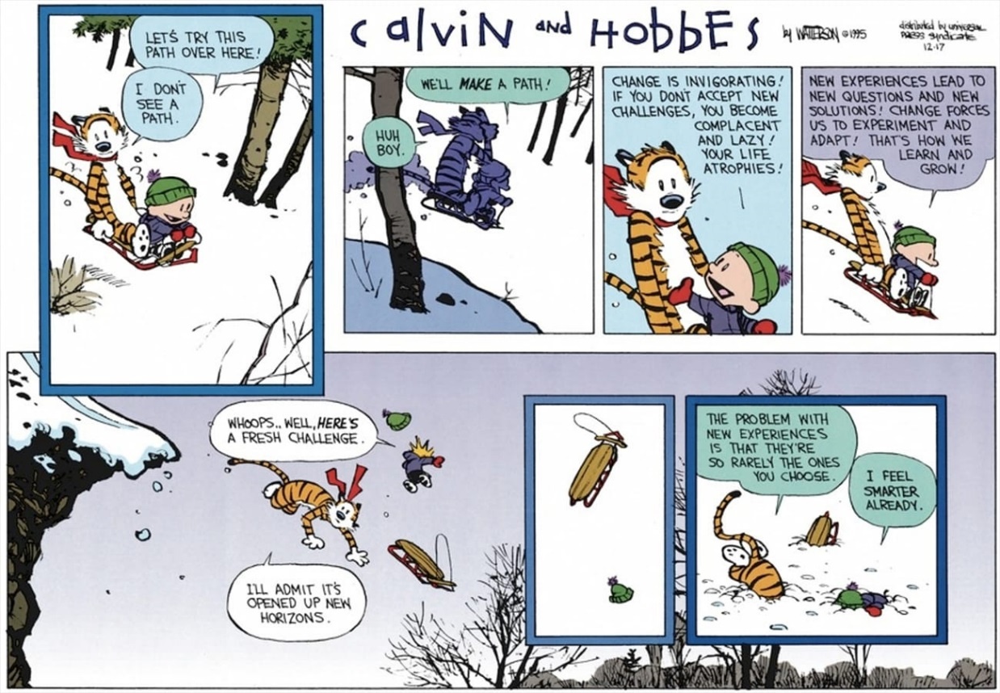 CALVIN AND HOBBES
by WATTERSON © 1995
distributed by universal
press syndicate
12-17
LET'S TRY THIS
PATH OVER HERE!
I DON'T
SEE A
PATH.
WE'LL MAKE A PATH!
HUH
BOY.
CHANGE IS INVIGORATING!
IF YOU DON'T ACCEPT NEW
CHALLENGES, YOU BECOME
COMPLACENT
AND LAZY!
YOUR LIFE
ATROPHIES!
NEW EXPERIENCES LEAD TO
NEW QUESTIONS AND NEW
SOLUTIONS! CHANGE FORCES
US TO EXPERIMENT AND
ADAPT! THAT'S HOW WE
LEARN AND
GROW!
WHOOPS.. WELL, HERE'S
A FRESH CHALLENGE.
I'LL ADMIT IT'S
OPENED UP NEW
HORIZONS.
THE PROBLEM WITH
NEW EXPERIENCES
IS THAT THEY'RE
SO RARELY THE ONES
YOU CHOOSE.
I FEEL
SMARTER
ALREADY.